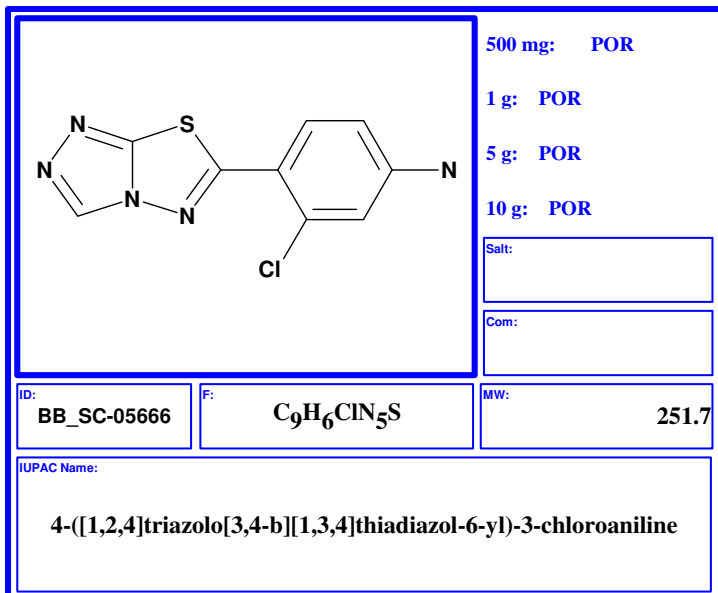 500 mg: POR
1 g: POR
5 g: POR
10 g: POR
N
S
N
N
N
N
Cl
Salt:
Com:
ID:
BB_SC-05666
F:
C9H6ClN5S
MW:
251.7
IUPAC Name:
4-([1,2,4]triazolo[3,4-b][1,3,4]thiadiazol-6-yl)-3-chloroaniline